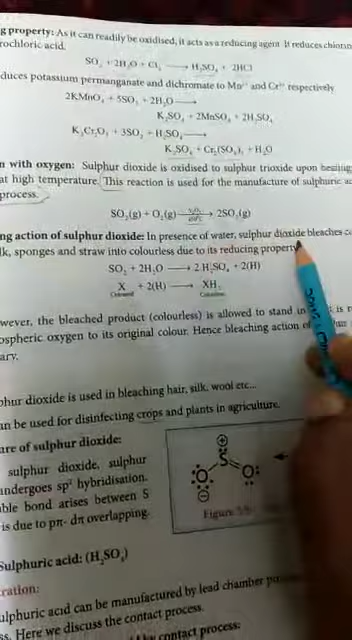 g property: As it can readily be oxidised, it acts as a reducing agent. It reduces chlorin
rochloric acid.
SO₂ + 2H₂O + Cl₂ ⟶ H₂SO₄ + 2HCl
duces potassium permanganate and dichromate to Mn²⁺ and Cr³⁺ respectively
2KMnO₄ + 5SO₂ + 2H₂O ⟶
K₂SO₄ + 2MnSO₄ + 2H₂SO₄
K₂Cr₂O₇ + 3SO₂ + H₂SO₄ ⟶
K₂SO₄ + Cr₂(SO₄)₃ + H₂O
n with oxygen: Sulphur dioxide is oxidised to sulphur trioxide upon heating
at high temperature. This reaction is used for the manufacture of sulphuric ac
process.
SO₂(g) + O₂(g) ⟶ 2SO₃(g)
ng action of sulphur dioxide: In presence of water, sulphur dioxide bleaches co
lk, sponges and straw into colourless due to its reducing property
SO₂ + 2H₂O ⟶ 2 H₂SO₄ + 2(H)
X + 2(H) ⟶ XH₂
Coloured Colourless
wever, the bleached product (colourless) is allowed to stand in is r
ospheric oxygen to its original colour. Hence bleaching action of
ary.
phur dioxide is used in bleaching hair, silk, wool etc...
an be used for disinfecting crops and plants in agriculture.
ure of sulphur dioxide:
sulphur dioxide, sulphur
undergoes sp² hybridisation.
ble bond arises between S
is due to pπ- dπ overlapping.
⊕
S
O O
⊖
Figure
Sulphuric acid: (H₂SO₄)
ration:
ulphuric acid can be manufactured by lead chamber
ss. Here we discuss the contact process.
contact process: